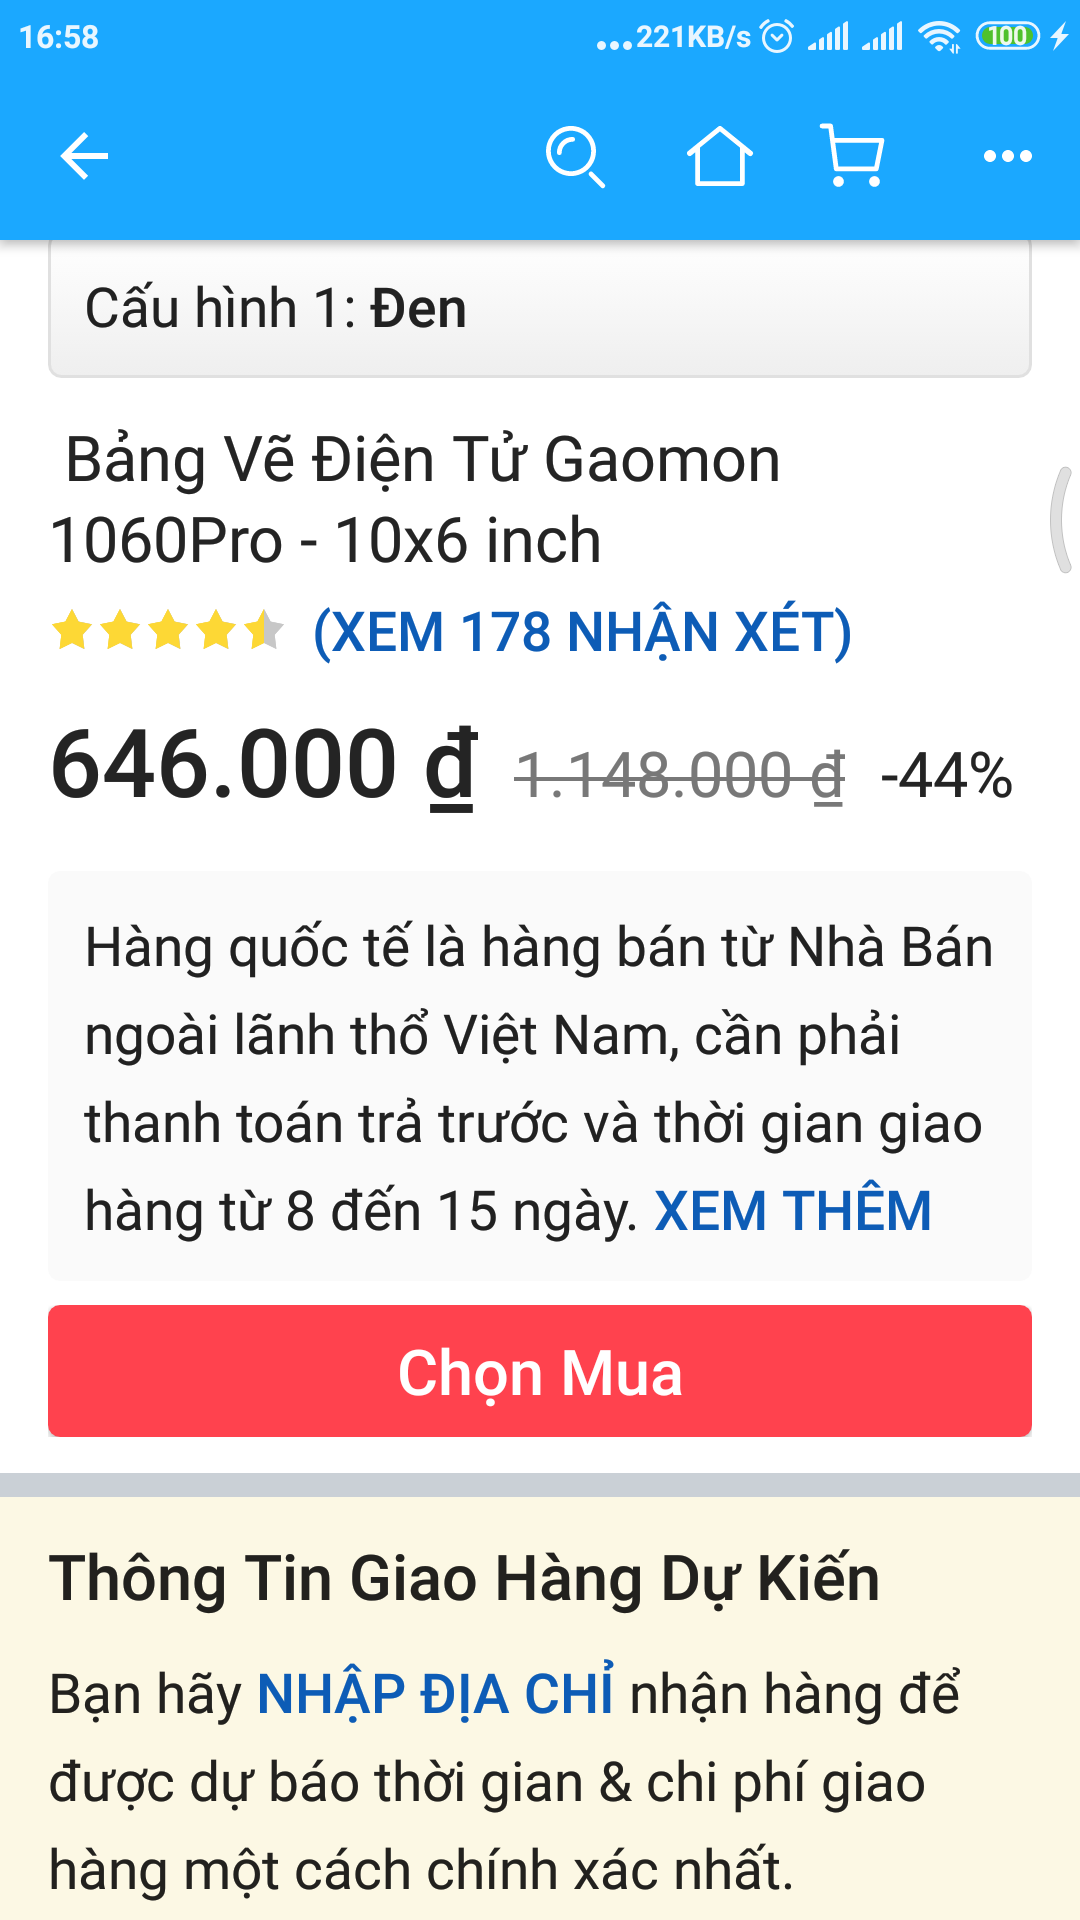 16:58
...221KB/s
100
Cấu hình 1: Đen
Bảng Vẽ Điện Tử Gaomon
1060Pro - 10x6 inch
(XEM 178 NHẬN XÉT)
646.000 ₫ 1.148.000 ₫ -44%
Hàng quốc tế là hàng bán từ Nhà Bán
ngoài lãnh thổ Việt Nam, cần phải
thanh toán trả trước và thời gian giao
hàng từ 8 đến 15 ngày. XEM THÊM
Chọn Mua
Thông Tin Giao Hàng Dự Kiến
Bạn hãy NHẬP ĐỊA CHỈ nhận hàng để
được dự báo thời gian & chi phí giao
hàng một cách chính xác nhất.